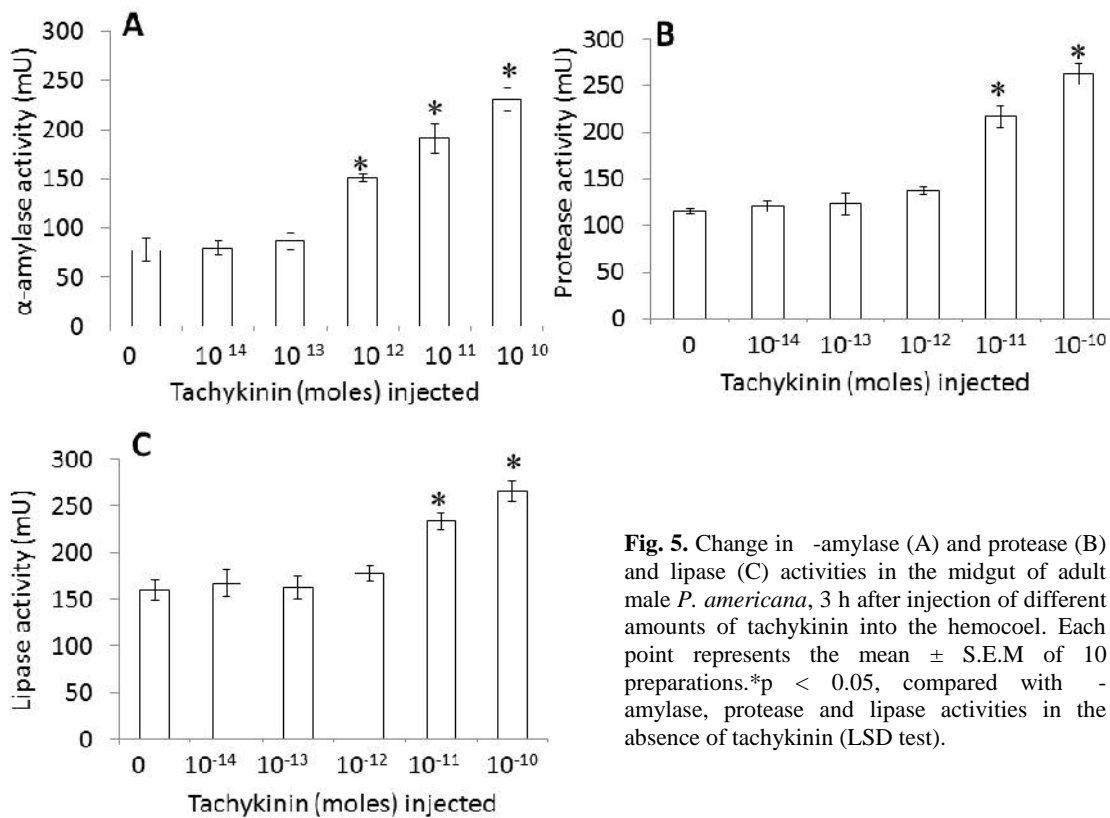 A
300
250
200
150
100
50
0
α-amylase activity (mU)
* * *
0 10 14 10 -13 10 12 10 11 10 -10
Tachykinin (moles) injected
B
300
250
200
150
100
50
0
Protease activity (mU)
* *
0 10-14 10-13 10-12 10-11 10-10
Tachykinin (moles) injected
C
300
250
200
150
100
50
0
Lipase activity (mU)
* *
0 10-14 10-13 10-12 10-11 10-10
Tachykinin (moles) injected
Fig. 5. Change in -amylase (A) and protease (B)
and lipase (C) activities in the midgut of adult
male P. americana, 3 h after injection of different
amounts of tachykinin into the hemocoel. Each
point represents the mean ± S.E.M of 10
preparations.*p < 0.05, compared with -
amylase, protease and lipase activities in the
absence of tachykinin (LSD test).